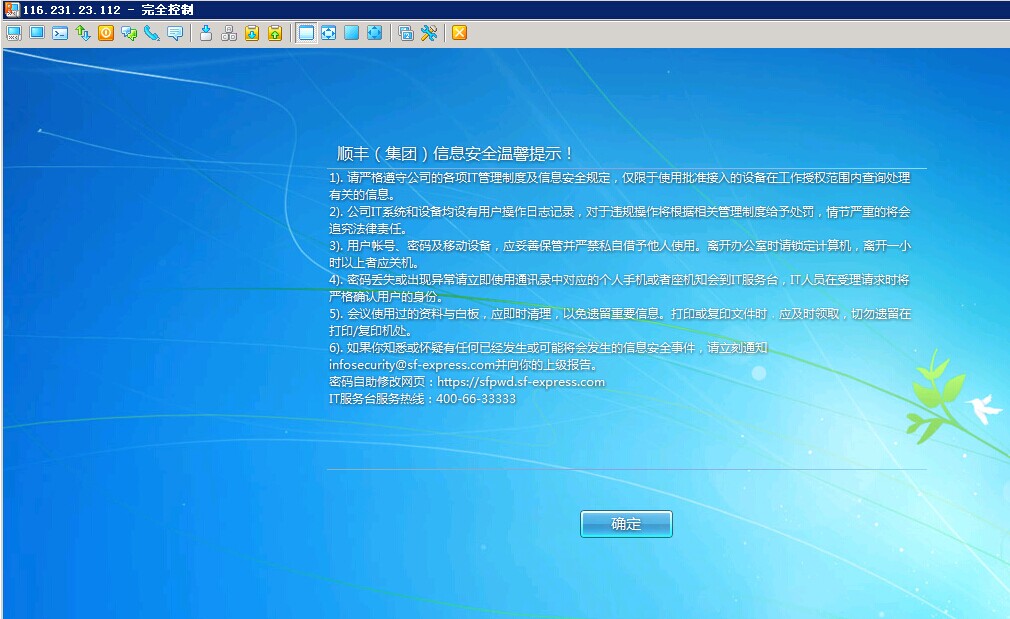 116.231.23.112 - 完全控制
顺丰（集团）信息安全温馨提示！
1). 请严格遵守公司的各项IT管理制度及信息安全规定，仅限于使用批准接入的设备在工作授权范围内查询处理
有关的信息。
2). 公司IT系统和设备均设有用户操作日志记录，对于违规操作将根据相关管理制度给予处罚，情节严重的将会
追究法律责任。
3). 用户帐号、密码及移动设备，应妥善保管并严禁私自借予他人使用。离开办公室时请锁定计算机，离开一小
时以上者应关机。
4). 密码丢失或出现异常请立即使用通讯录中对应的个人手机或者座机知会到IT服务台，IT人员在受理请求时将
严格确认用户的身份。
5). 会议使用过的资料与白板，应即时清理，以免遗留重要信息。打印或复印文件时，应及时领取，切勿遗留在
打印/复印机处。
6). 如果你知悉或怀疑有任何已经发生或可能将会发生的信息安全事件，请立刻通知
infosecurity@sf-express.com并向你的上级报告。
密码自助修改网页：https://sfpwd.sf-express.com
IT服务台服务热线：400-66-33333
确定